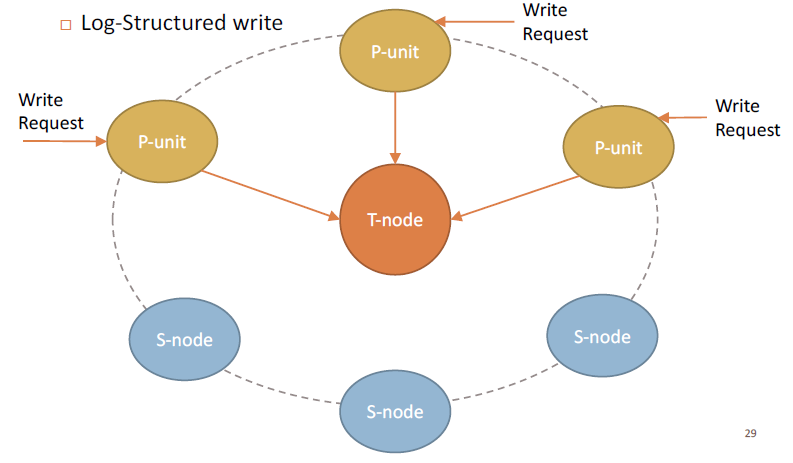 Log-Structured write
Write
Request
P-unit
Write
Request
P-unit
Write
Request
P-unit
T-node
S-node
S-node
S-node
29